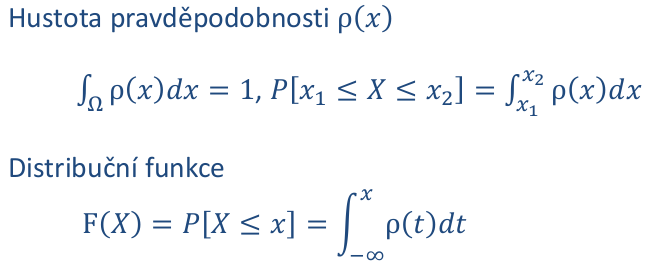 Hustota pravděpodobnosti ρ(x)
∫_Ω ρ(x)dx = 1, P[x₁ ≤ X ≤ x₂] = ∫_{x₁}^{x₂} ρ(x)dx
Distribuční funkce
F(X) = P[X ≤ x] = ∫_{−∞}^{x} ρ(t)dt